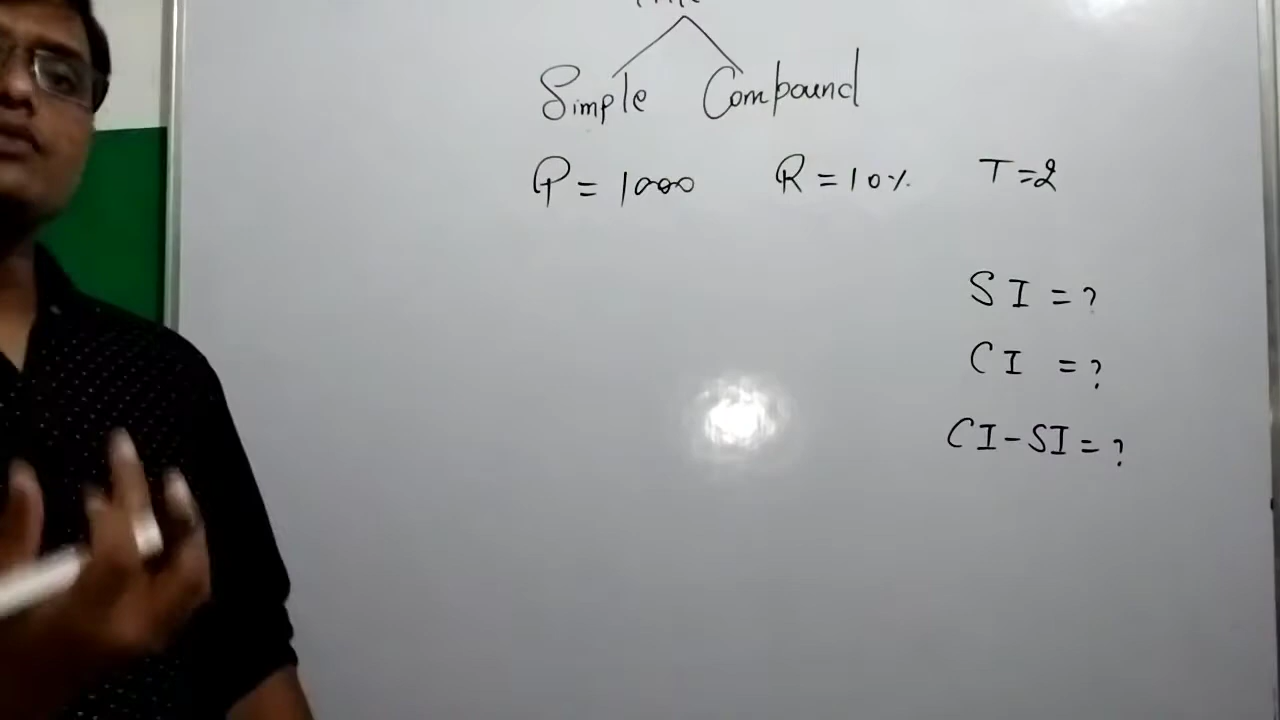 Simple Compound
P = 1000 R = 10% T = 2
SI = ?
CI = ?
CI - SI = ?